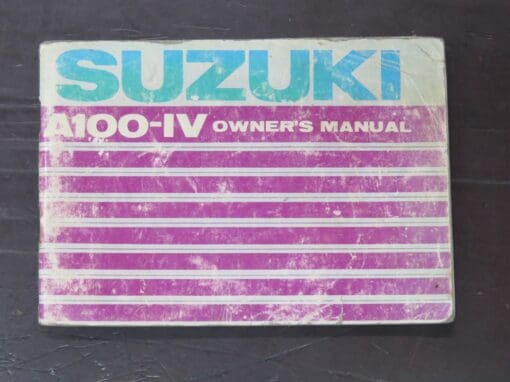 SUZUKI
A100-IV OWNER'S MANUAL